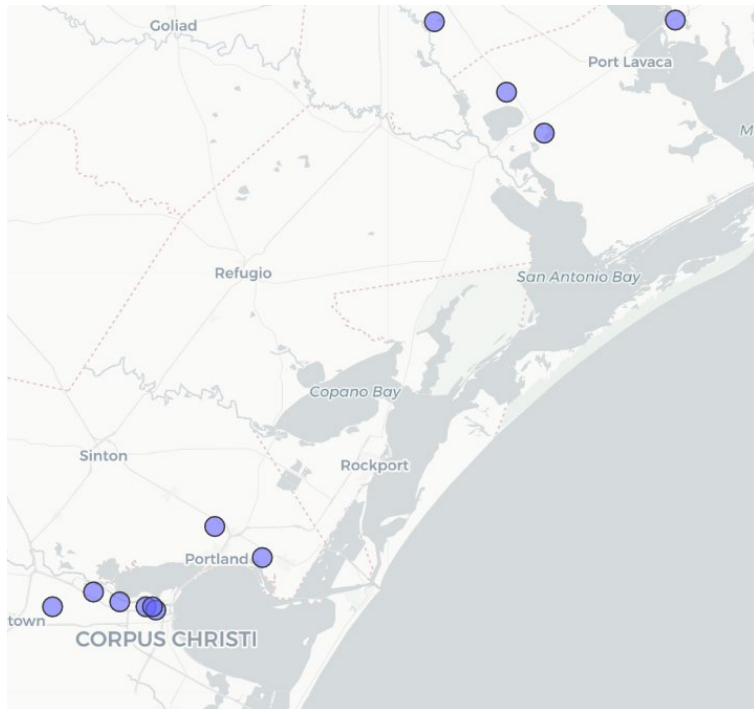 Goliad
Port Lavaca
M
Refugio
San Antonio Bay
Copano Bay
Sinton
Rockport
Portland
town
CORPUS CHRISTI